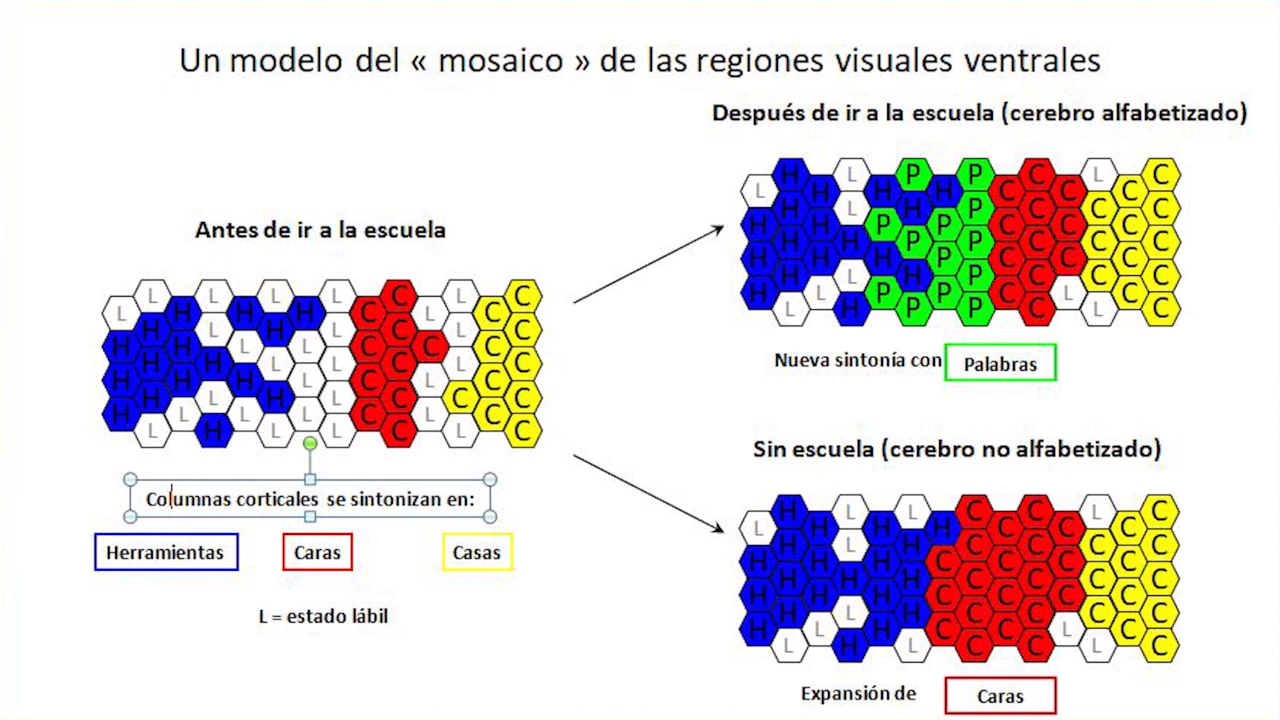 Un modelo del « mosaico » de las regiones visuales ventrales
Antes de ir a la escuela
Columnas corticales se sintonizan en:
Herramientas
Caras
Casas
L = estado lábil
Después de ir a la escuela (cerebro alfabetizado)
Nueva sintonía con
Palabras
Sin escuela (cerebro no alfabetizado)
Expansión de
Caras